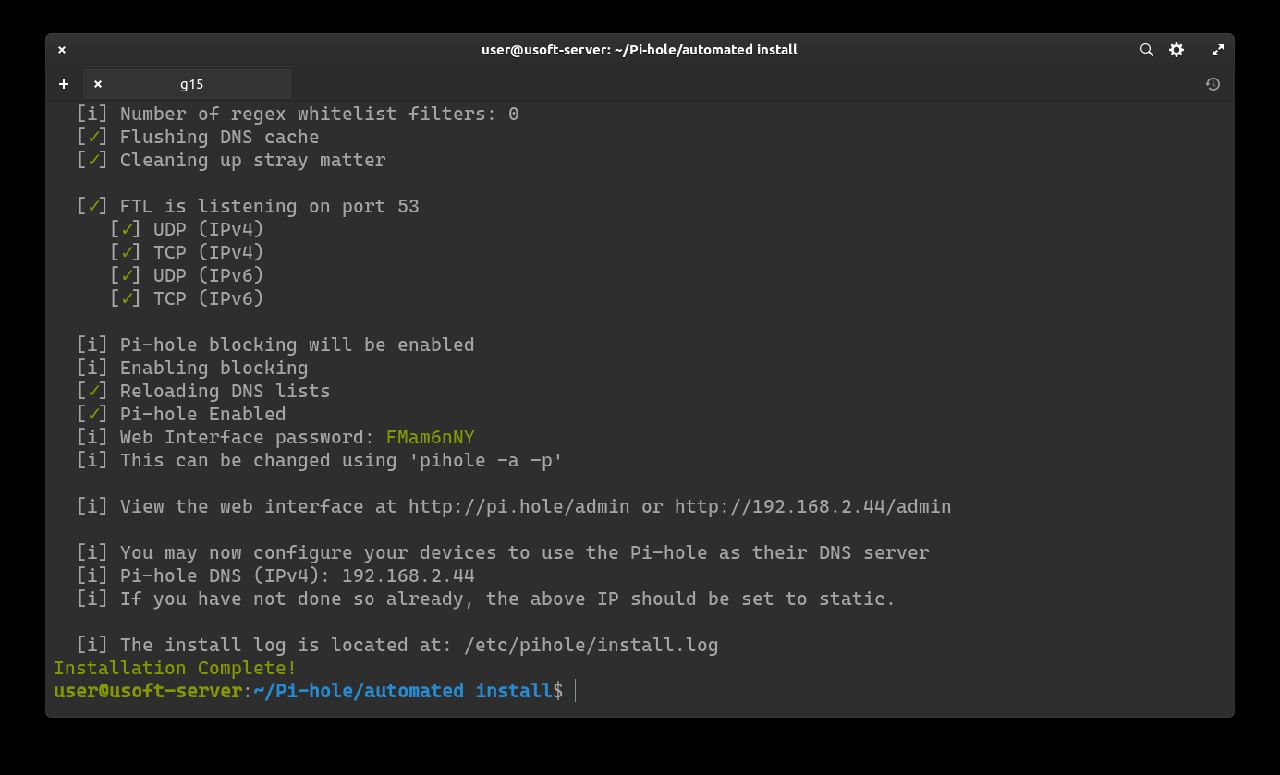 user@usoft-server: ~/Pi-hole/automated install
g15
[i] Number of regex whitelist filters: 0
[✓] Flushing DNS cache
[✓] Cleaning up stray matter
[✓] FTL is listening on port 53
[✓] UDP (IPv4)
[✓] TCP (IPv4)
[✓] UDP (IPv6)
[✓] TCP (IPv6)
[i] Pi-hole blocking will be enabled
[i] Enabling blocking
[✓] Reloading DNS lists
[✓] Pi-hole Enabled
[i] Web Interface password: FMam6nNY
[i] This can be changed using 'pihole -a -p'
[i] View the web interface at http://pi.hole/admin or http://192.168.2.44/admin
[i] You may now configure your devices to use the Pi-hole as their DNS server
[i] Pi-hole DNS (IPv4): 192.168.2.44
[i] If you have not done so already, the above IP should be set to static.
[i] The install log is located at: /etc/pihole/install.log
Installation Complete!
user@usoft-server:~/Pi-hole/automated install$